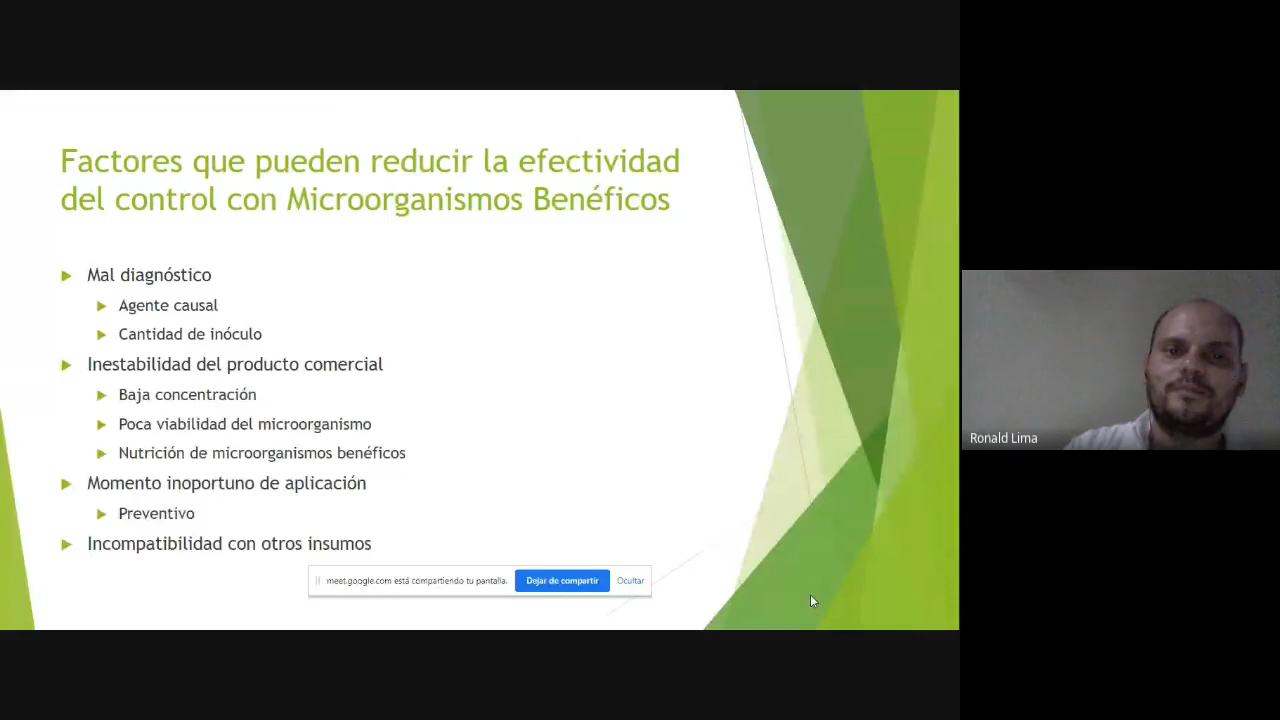 Factores que pueden reducir la efectividad
del control con Microorganismos Benéficos
Mal diagnóstico
Agente causal
Cantidad de inóculo
Inestabilidad del producto comercial
Baja concentración
Poca viabilidad del microorganismo
Nutrición de microorganismos benéficos
Momento inoportuno de aplicación
Preventivo
Incompatibilidad con otros insumos
meet.google.com está compartiendo tu pantalla. Dejar de compartir Ocultar
Ronald Lima